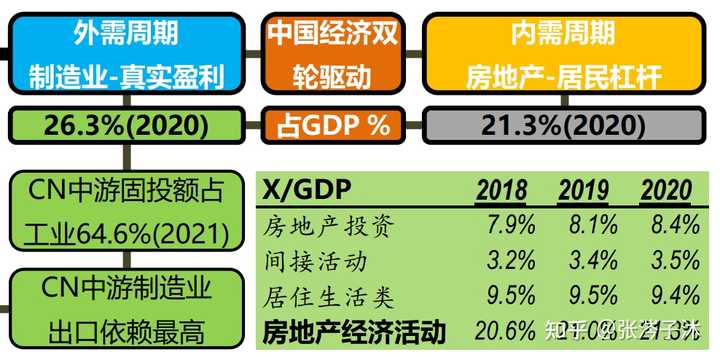 外需周期
制造业-真实盈利
中国经济双
轮驱动
内需周期
房地产-居民杠杆
26.3%(2020)
占GDP %
21.3%(2020)
CN中游固投额占
工业64.6%(2021)
CN中游制造业
出口依赖最高
X/GDP 2018 2019 2020
房地产投资 7.9% 8.1% 8.4%
间接活动 3.2% 3.4% 3.5%
居住生活类 9.5% 9.5% 9.4%
房地产经济活动 20.6% 21.0% 21.3%
知乎 @张涔子沐